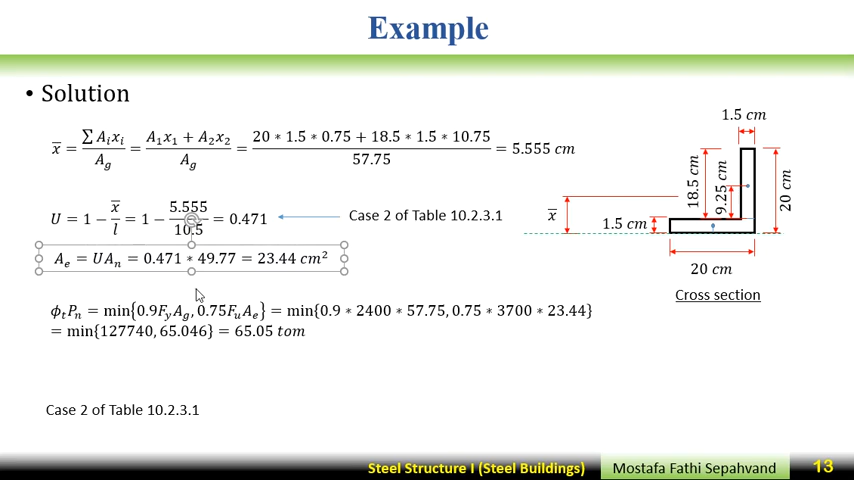 Example
• Solution
x̄ = ∑ A_i x_i / A_g = A_1 x_1 + A_2 x_2 / A_g = 20 * 1.5 * 0.75 + 18.5 * 1.5 * 10.75 / 57.75 = 5.555 cm
U = 1 − x̄ / l = 1 − 5.555 / 10.5 = 0.471
Case 2 of Table 10.2.3.1
A_e = UA_n = 0.471 * 49.77 = 23.44 cm²
ϕ_t P_n = min{0.9F_y A_g, 0.75F_u A_e} = min{0.9 * 2400 * 57.75, 0.75 * 3700 * 23.44}
= min{127740, 65.046} = 65.05 tom
Case 2 of Table 10.2.3.1
1.5 cm
18.5 cm
9.25 cm
20 cm
x̄
1.5 cm
20 cm
Cross section
Steel Structure I (Steel Buildings)
Mostafa Fathi Sepahvand
13